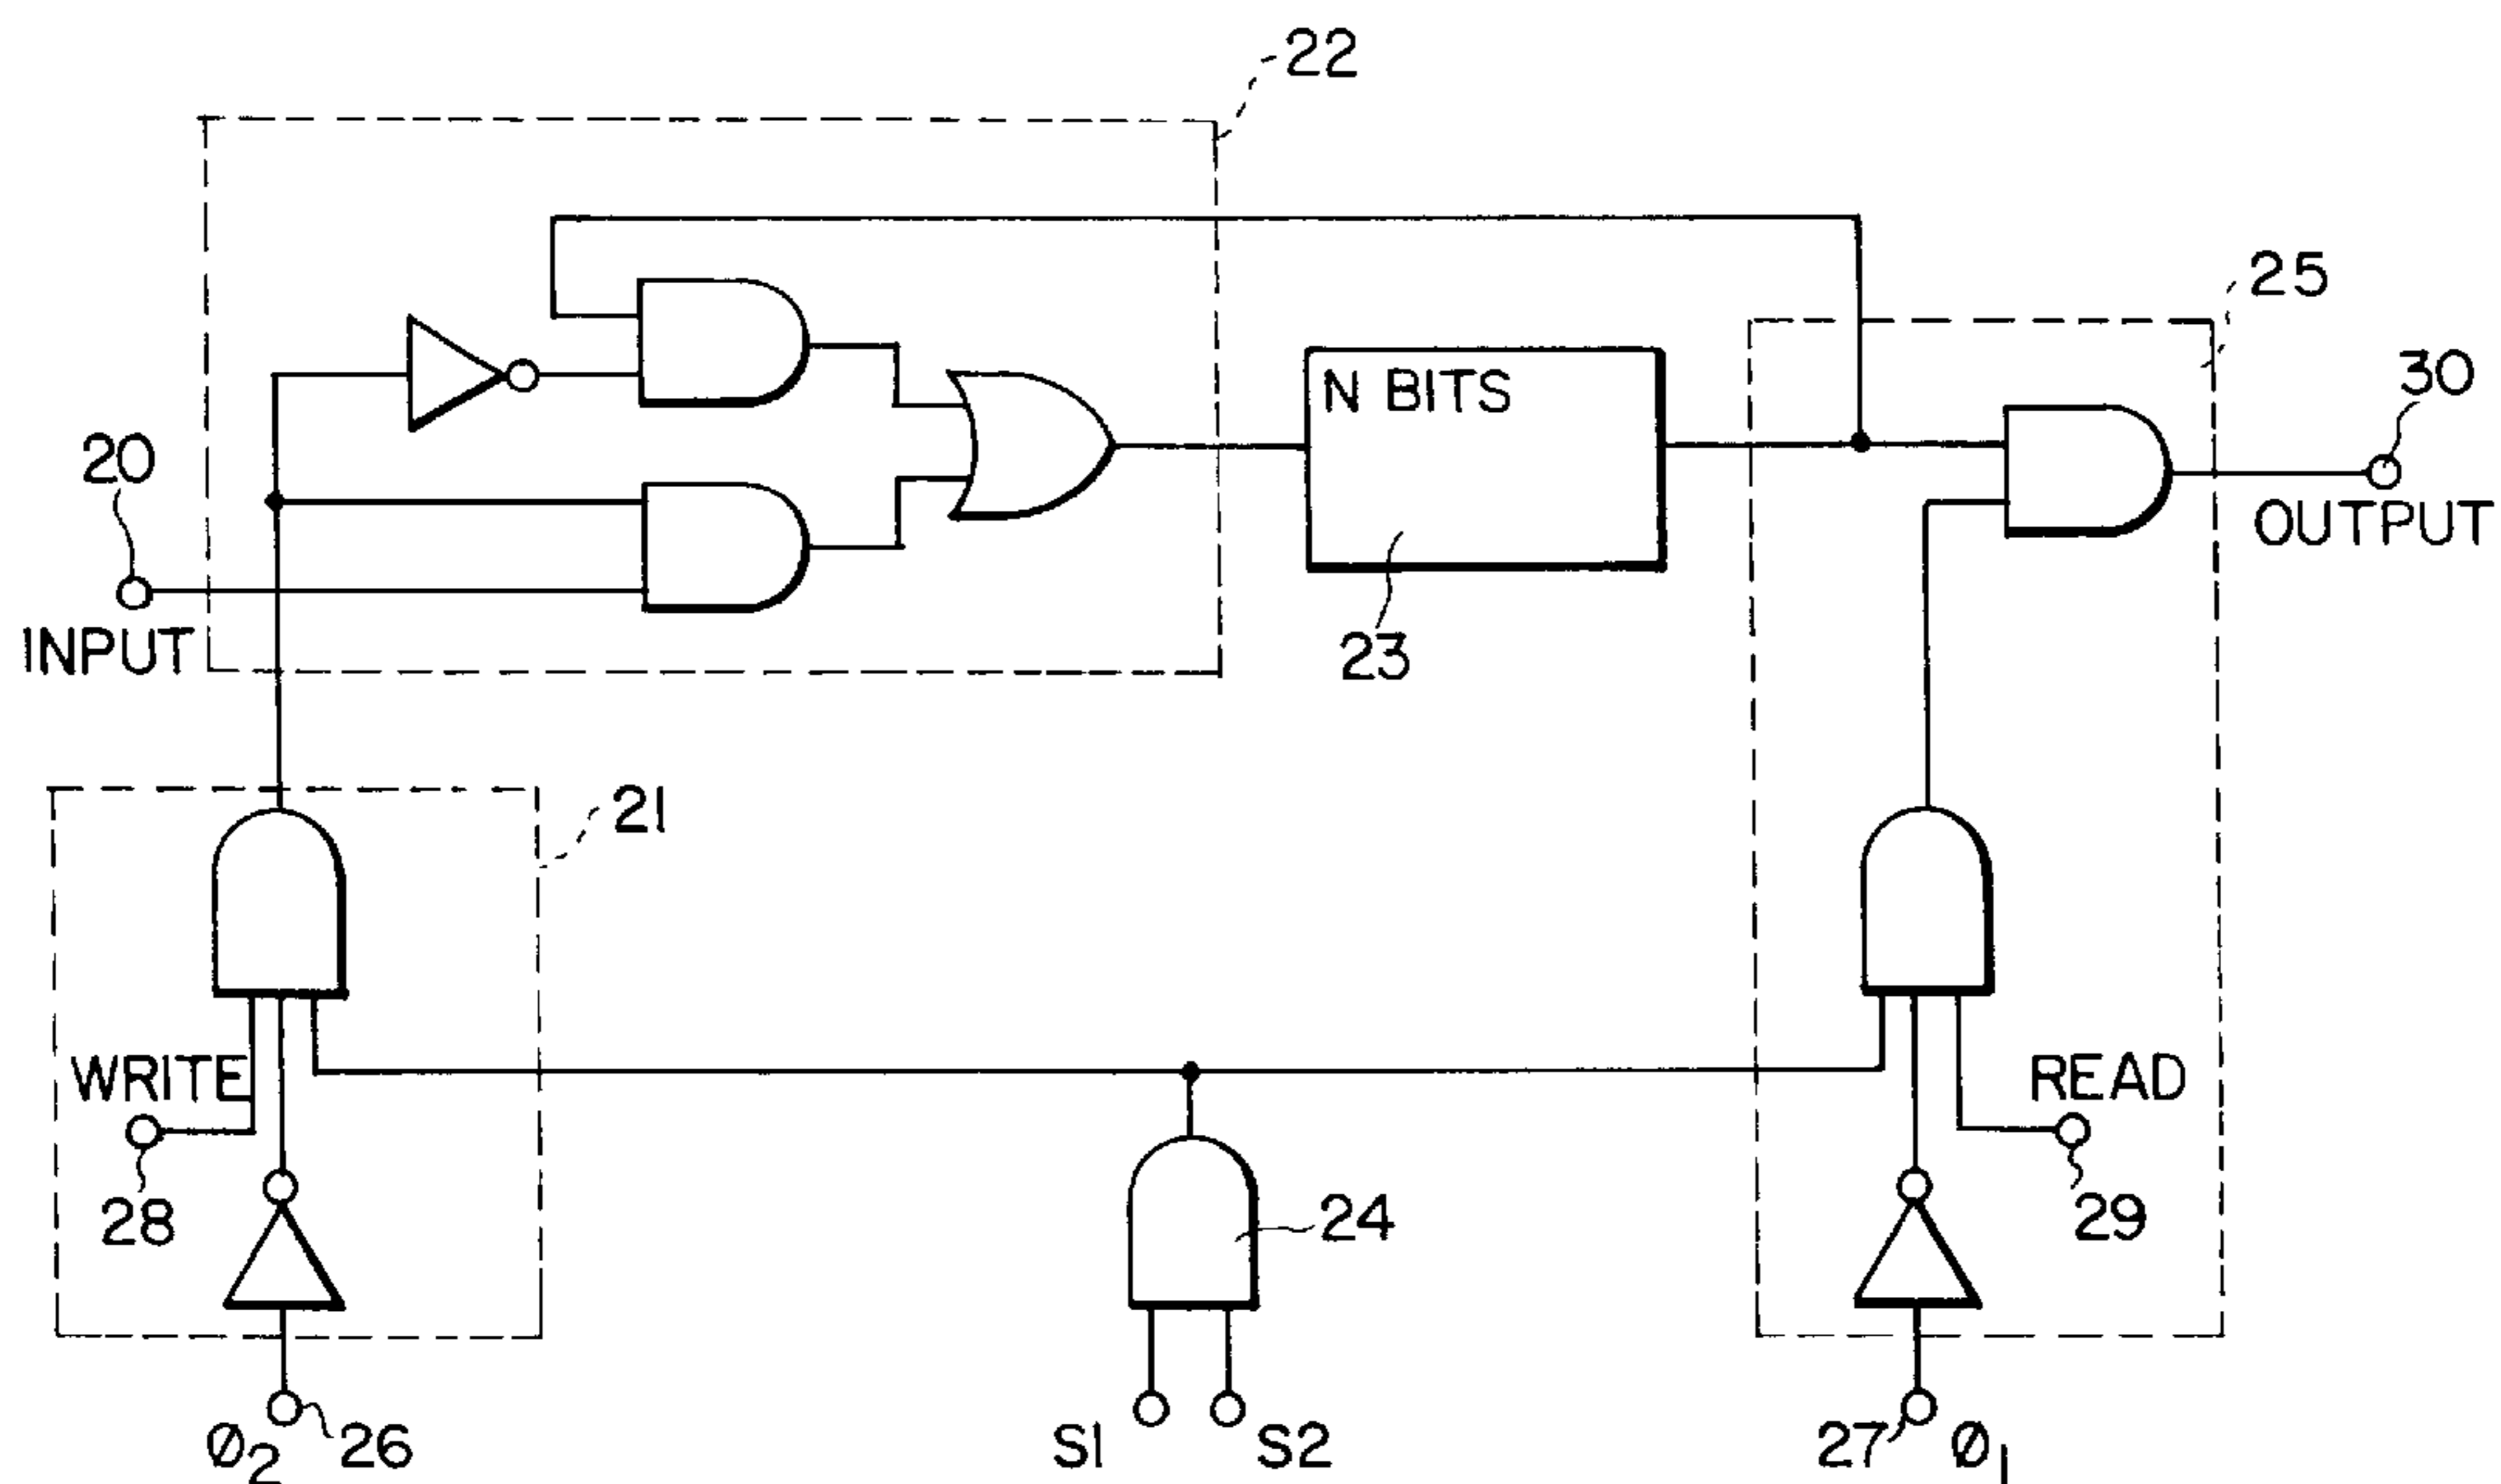 22
25
30
N BITS
20
OUTPUT
INPUT
23
21
WRITE
READ
28
24
29
Ø2
26
S1
S2
27
Ø1